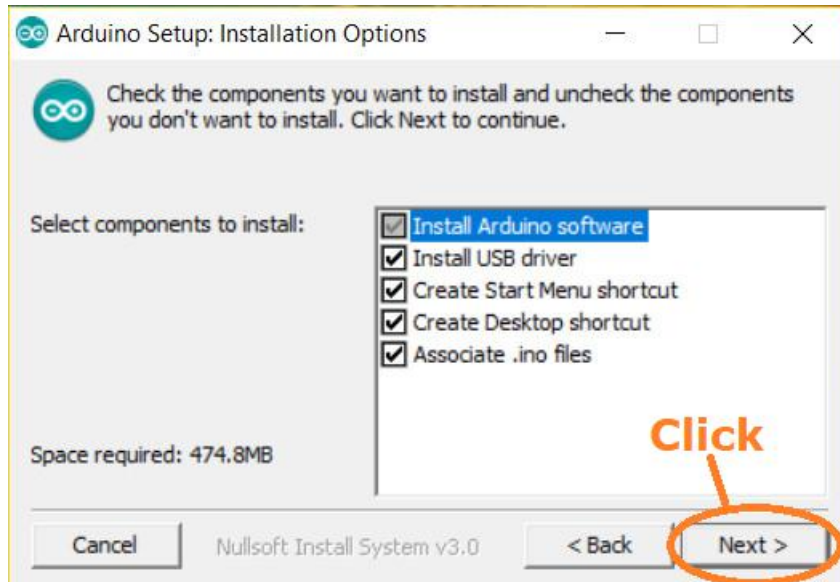 Arduino Setup: Installation Options
Check the components you want to install and uncheck the components
you don't want to install. Click Next to continue.
Select components to install:
Install Arduino software
Install USB driver
Create Start Menu shortcut
Create Desktop shortcut
Associate .ino files
Space required: 474.8MB
Click
Cancel
Nullsoft Install System v3.0
< Back
Next >